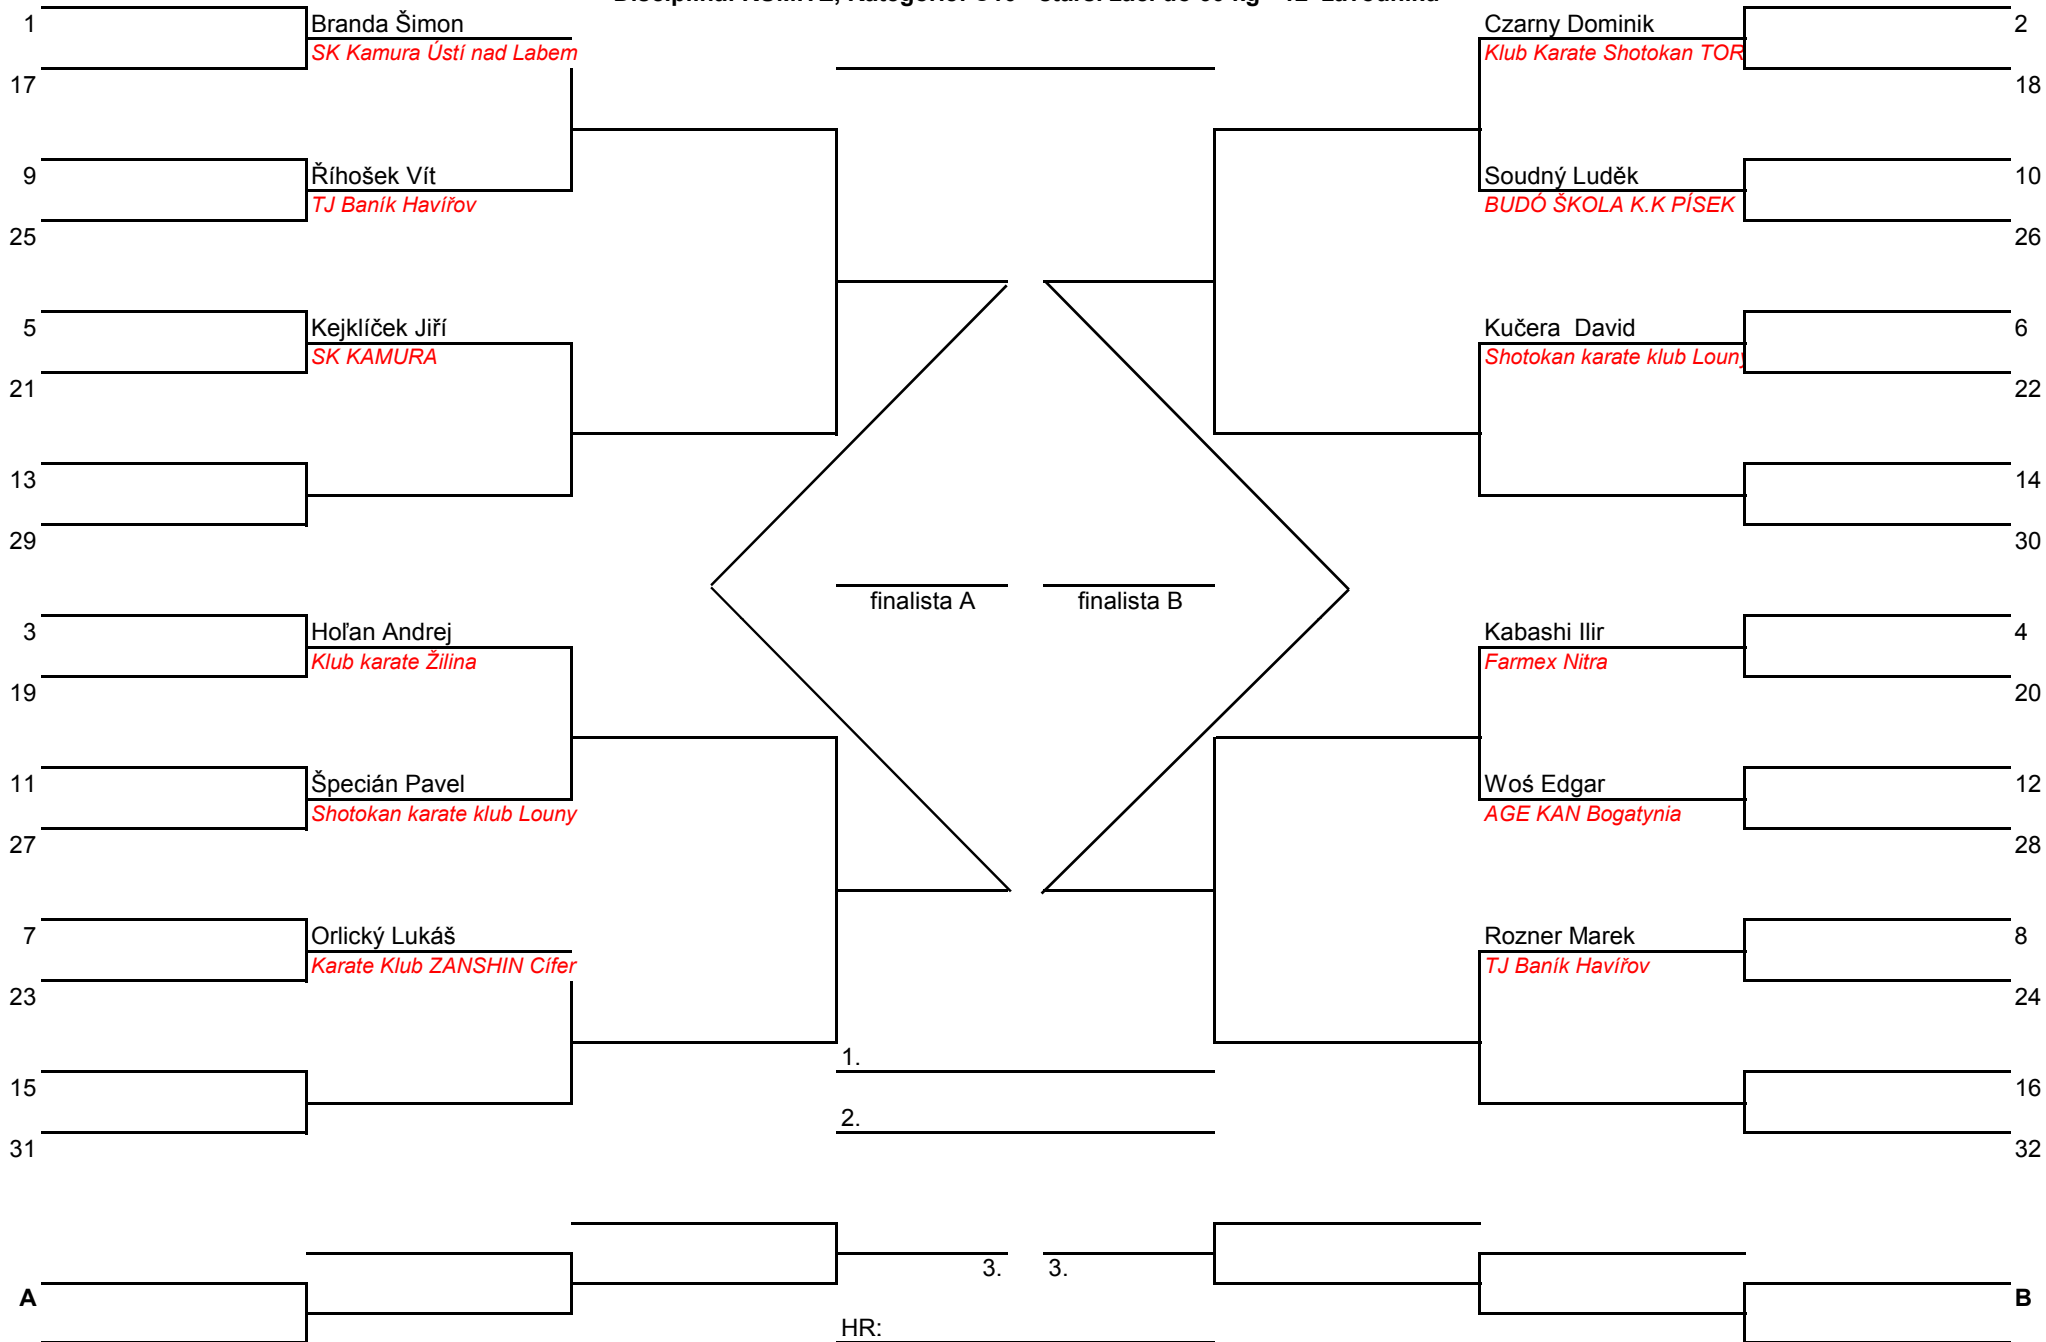 1
Branda Šimon
SK Kamura Ústí nad Labem
17
9
Říhošek Vít
TJ Baník Havířov
25
5
Kejklíček Jiří
SK KAMURA
21
13
29
3
Hoľan Andrej
Klub karate Žilina
19
11
Špecián Pavel
Shotokan karate klub Louny
27
7
Orlický Lukáš
Karate Klub ZANSHIN Cífer
23
15
31
A
finalista A
finalista B
1.
2.
3.
3.
HR:
Czarny Dominik
2
Klub Karate Shotokan TOR
18
Soudný Luděk
10
BUDÓ ŠKOLA K.K PÍSEK
26
Kučera  David
6
Shotokan karate klub Louny
22
14
30
Kabashi Ilir
4
Farmex Nitra
20
Woś Edgar
12
AGE KAN Bogatynia
28
Rozner Marek
8
TJ Baník Havířov
24
16
32
B